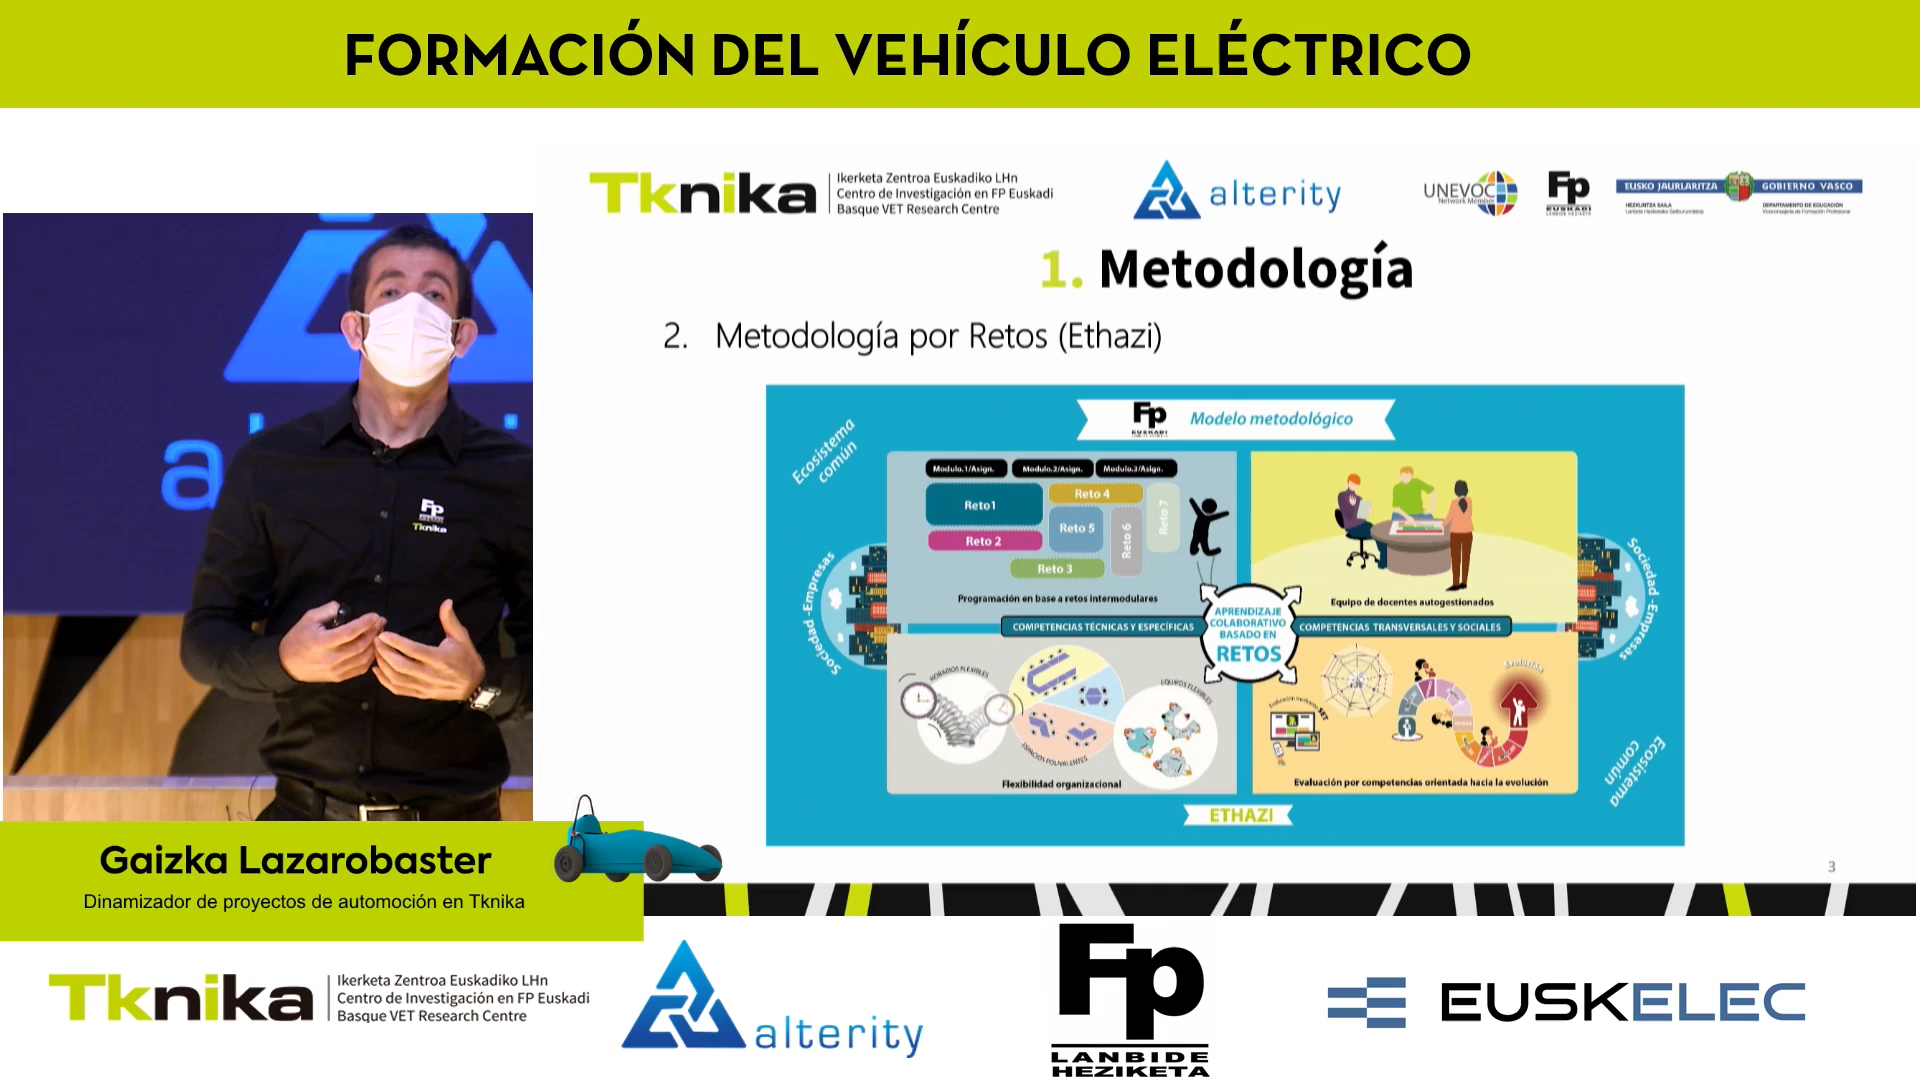 FORMACIÓN DEL VEHÍCULO ELÉCTRICO
Tknika
Ikerketa Zentroa Euskadiko LHn
Centro de Investigación en FP Euskadi
Basque VET Research Centre
alterity
UNEVOC
Network Member
Fp
EUSKADI
LANBIDE HEZIKETA
EUSKO JAURLARITZA
GOBIERNO VASCO
HEZKUNTZA SAILA
DEPARTAMENTO DE EDUCACIÓN
Viceconsejería de Formación Profesional
1. Metodología
2. Metodología por Retos (Ethazi)
Fp
EUSKADI
Modelo metodológico
Ecosistema
común
Modulo.1/Asign.
Modulo.2/Asign.
Modulo.3/Asign.
Reto1
Reto 2
Reto 3
Reto 4
Reto 5
Reto 6
Reto 7
Programación en base a retos intermodulares
Equipo de docentes autogestionados
Sociedad -Empresas
Sociedad -Empresas
COMPETENCIAS TÉCNICAS Y ESPECÍFICAS
APRENDIZAJE
COLABORATIVO
BASADO EN
RETOS
COMPETENCIAS TRANSVERSALES Y SOCIALES
HORARIOS FLEXIBLES
ESPACIOS POLIVALENTES
EQUIPOS FLEXIBLES
Flexibilidad organizacional
SET
Evolución
Evaluación por competencias orientada hacia la evolución
Ecosistema
común
ETHAZI
3
a
Fp
Tknika
Gaizka Lazarobaster
Dinamizador de proyectos de automoción en Tknika
Tknika
Ikerketa Zentroa Euskadiko LHn
Centro de Investigación en FP Euskadi
Basque VET Research Centre
alterity
Fp
LANBIDE
HEZIKETA
EUSKELEC